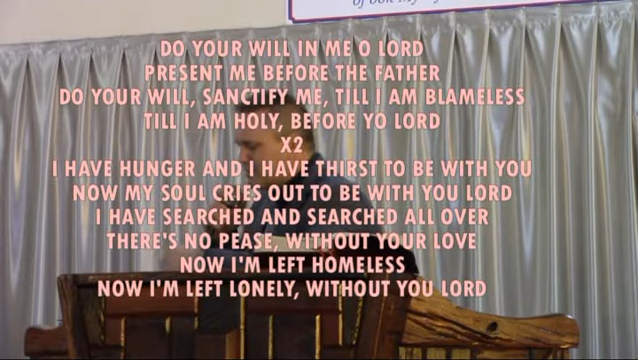 DO YOUR WILL IN ME O LORD
PRESENT ME BEFORE THE FATHER
DO YOUR WILL, SANCTIFY ME, TILL I AM BLAMELESS
TILL I AM HOLY, BEFORE YO LORD
X2
I HAVE HUNGER AND I HAVE THIRST TO BE WITH YOU
NOW MY SOUL CRIES OUT TO BE WITH YOU LORD
I HAVE SEARCHED AND SEARCHED ALL OVER
THERE'S NO PEASE, WITHOUT YOUR LOVE
NOW I'M LEFT HOMELESS
NOW I'M LEFT LONELY, WITHOUT YOU LORD